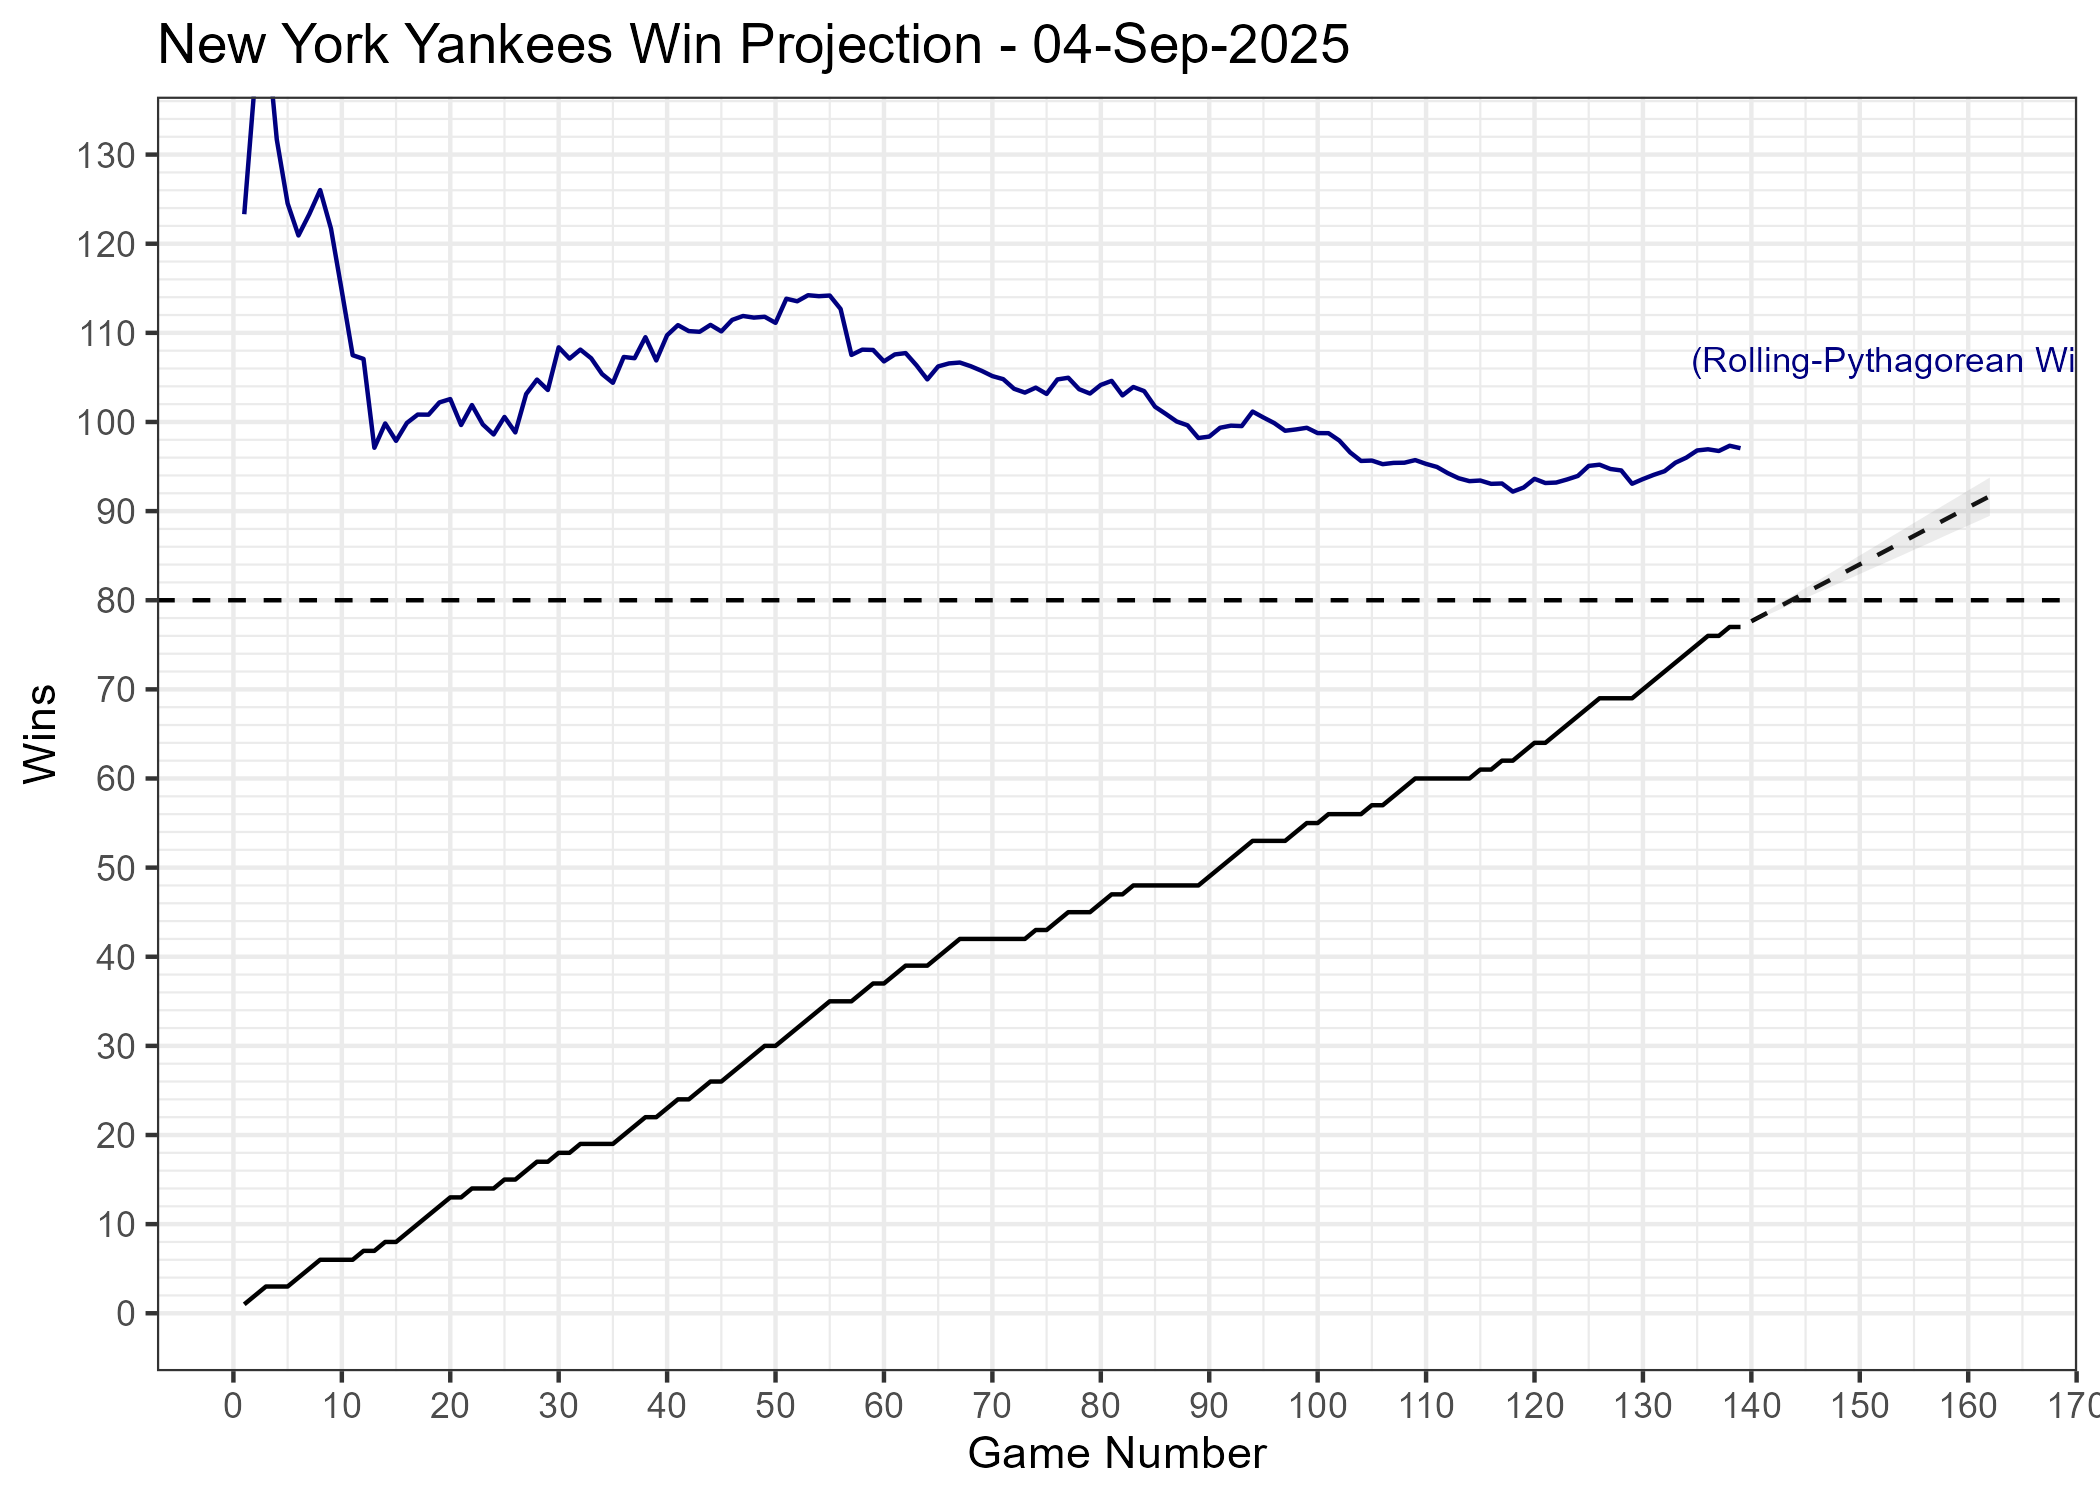 New York Yankees Win Projection - 04-Sep-2025
130
120
110
(Rolling-Pythagorean Wi
100
90
80
70
Wins
60
50
40
30
20
10
0
0 10 20 30 40 50 60 70 80 90 100 110 120 130 140 150 160 170
Game Number